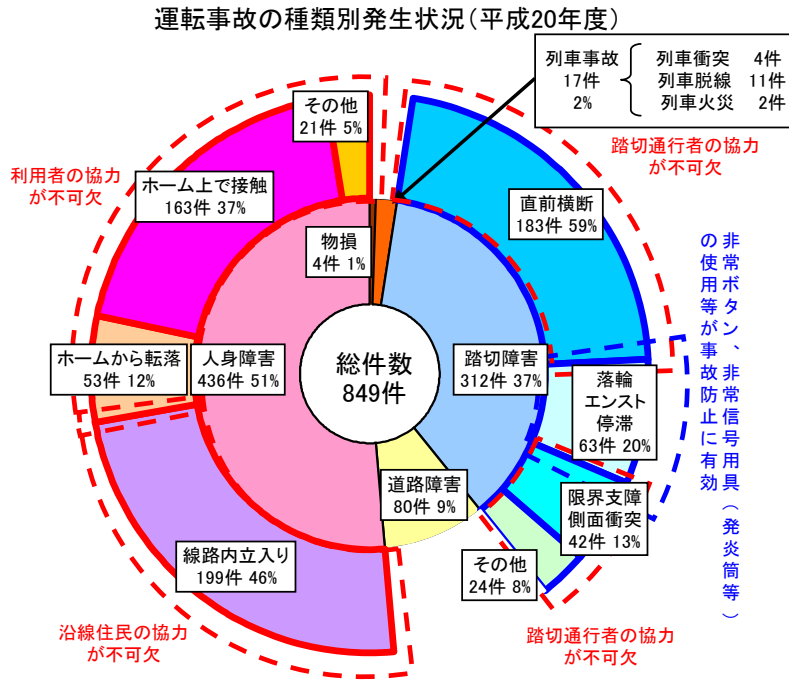 運転事故の種類別発生状況(平成20年度)
列車事故
17件
2%
列車衝突 4件
列車脱線 11件
列車火災 2件
その他
21件 5%
踏切通行者の協力
が不可欠
利用者の協力
が不可欠
ホーム上で接触
163件 37%
直前横断
183件 59%
物損
4件 1%
非常ボタン、非常信号用具(発炎筒等)
の使用等が事故防止に有効
ホームから転落
53件 12%
人身障害
436件 51%
総件数
849件
踏切障害
312件 37%
落輪
エンスト
停滞
63件 20%
道路障害
80件 9%
限界支障
側面衝突
42件 13%
線路内立入り
199件 46%
その他
24件 8%
沿線住民の協力
が不可欠
踏切通行者の協力
が不可欠